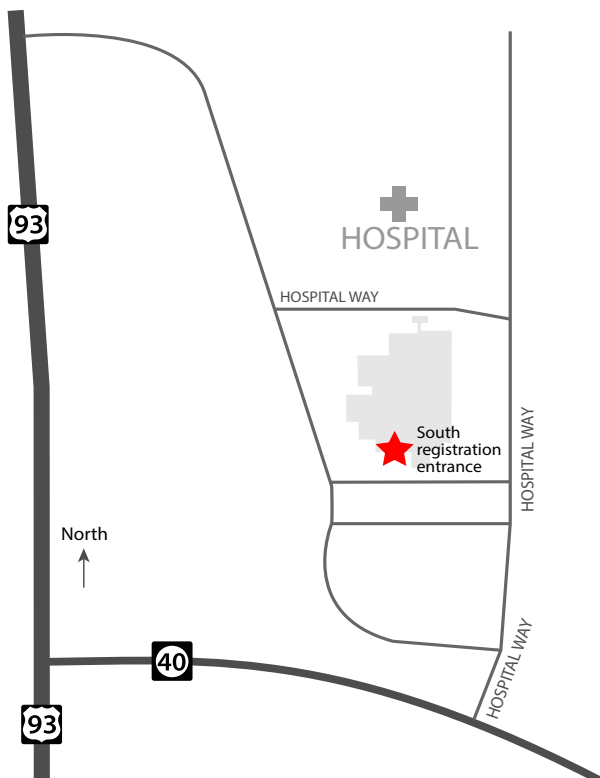 93
HOSPITAL
HOSPITAL WAY
South
registration
entrance
HOSPITAL WAY
North
HOSPITAL WAY
40
93